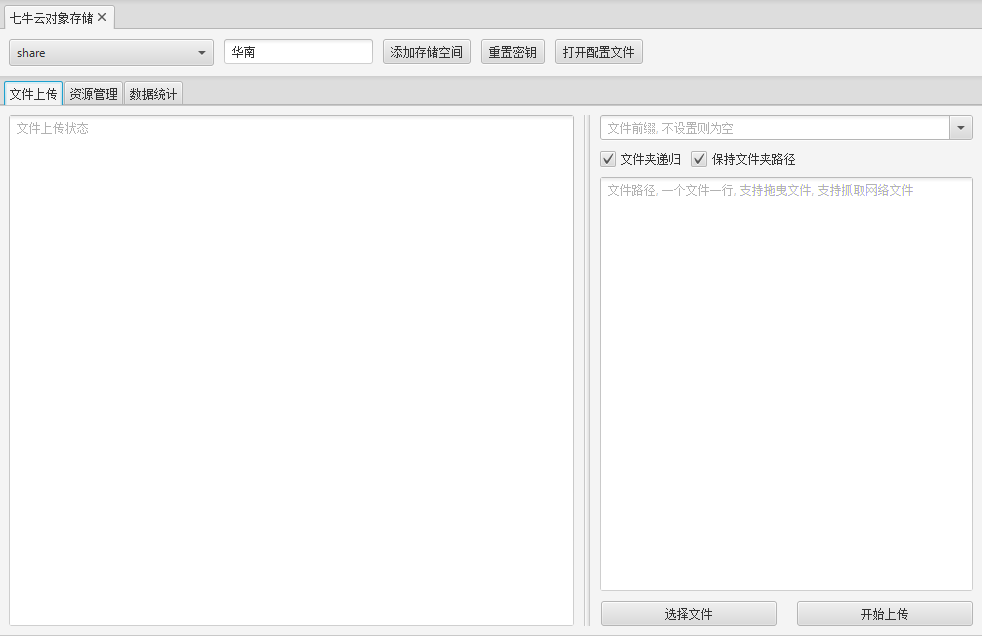 七牛云对象存储
share 华南 添加存储空间 重置密钥 打开配置文件
文件上传 资源管理 数据统计
文件上传状态
文件前缀, 不设置则为空
文件夹递归 保持文件夹路径
文件路径, 一个文件一行, 支持拖曳文件, 支持抓取网络文件
选择文件 开始上传